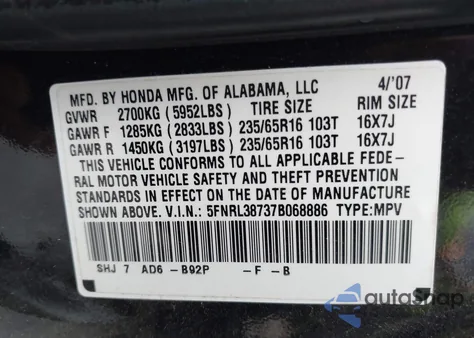 MFD. BY HONDA MFG. OF ALABAMA, LLC 4/'07
GVWR 2700KG (5952LBS) TIRE SIZE RIM SIZE
GAWR F 1285KG (2833LBS) 235/65R16 103T 16X7J
GAWR R 1450KG (3197LBS) 235/65R16 103T 16X7J
THIS VEHICLE CONFORMS TO ALL APPLICABLE FEDE-
RAL MOTOR VEHICLE SAFETY AND THEFT PREVENTION
STANDARDS IN EFFECT ON THE DATE OF MANUFACTURE
SHOWN ABOVE. V.I.N.: 5FNRL38737B068886 TYPE:MPV
SHJ 7 AD6 -B92P -F -B
autoSnap